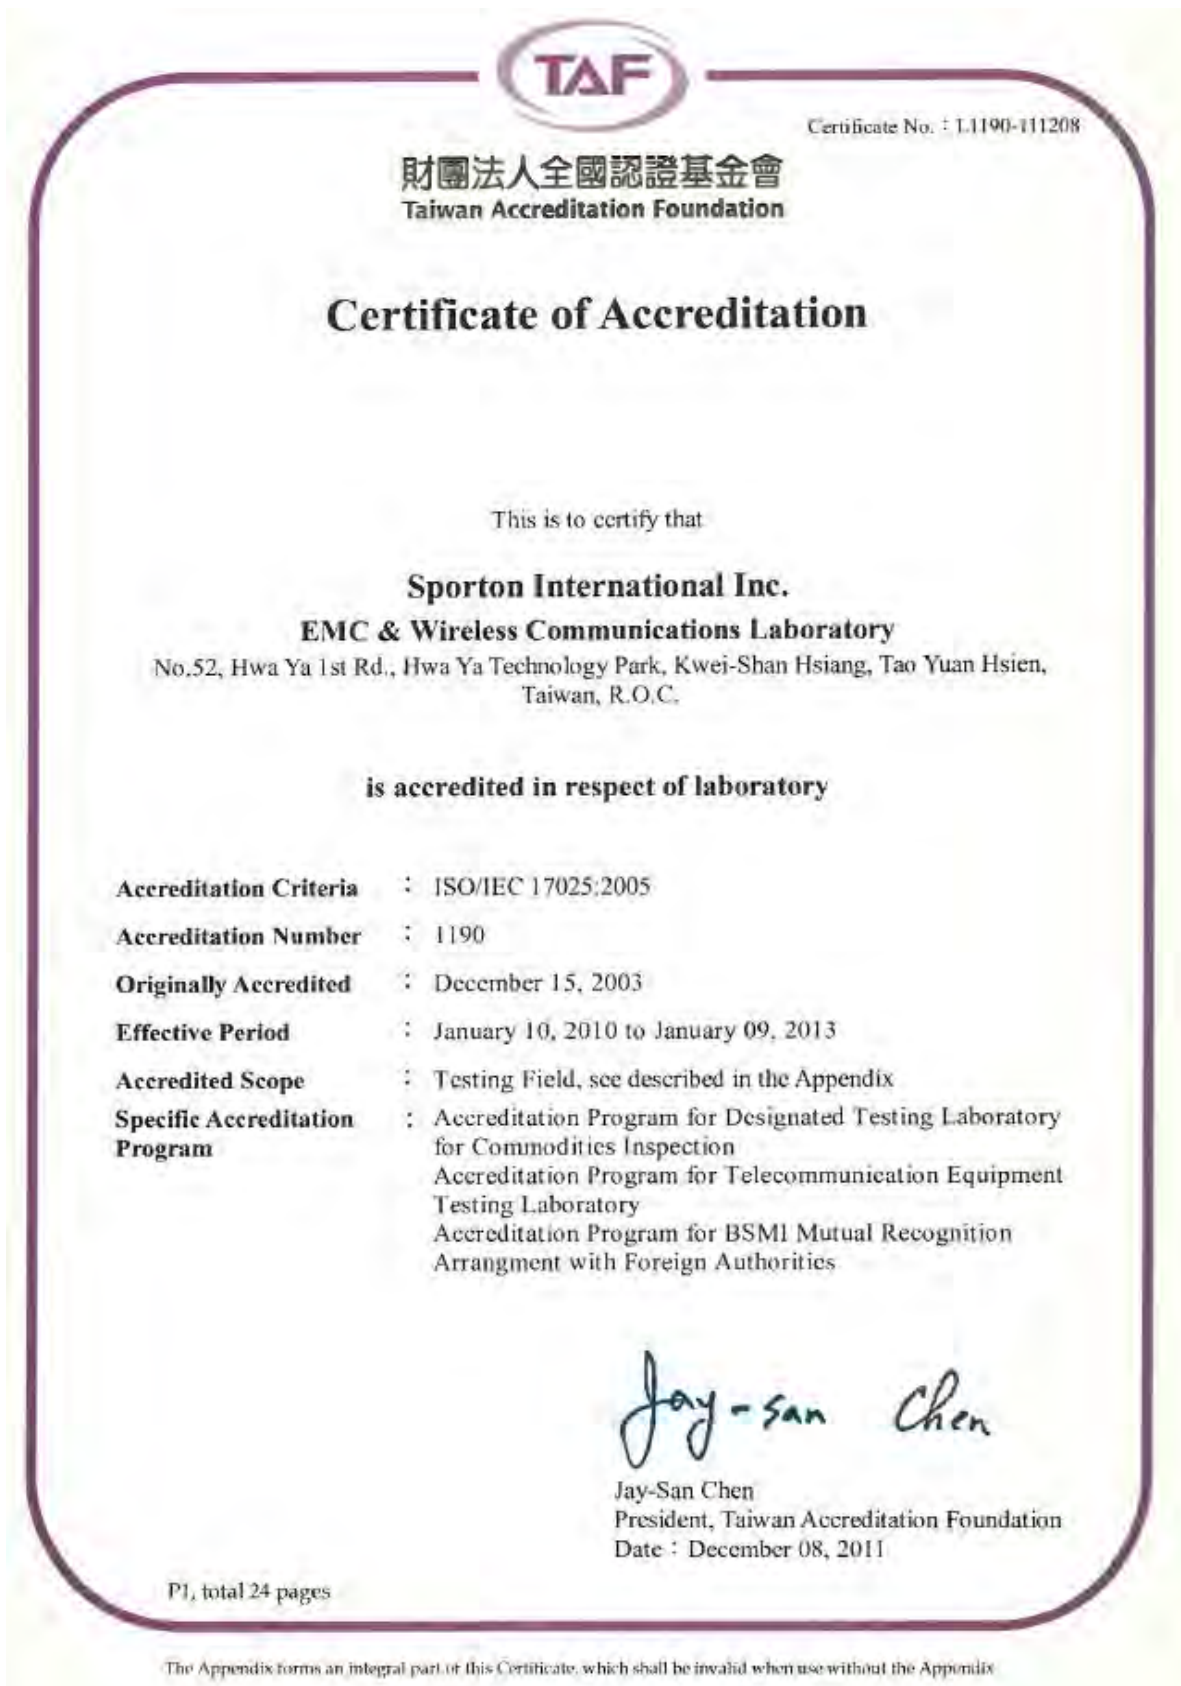 TAF
Certificate No.：L1190-111208
財團法人全國認證基金會
Taiwan Accreditation Foundation
Certificate of Accreditation
This is to certify that
Sporton International Inc.
EMC & Wireless Communications Laboratory
No.52, Hwa Ya 1st Rd., Hwa Ya Technology Park, Kwei-Shan Hsiang, Tao Yuan Hsien,
Taiwan, R.O.C.
is accredited in respect of laboratory
Accreditation Criteria : ISO/IEC 17025:2005
Accreditation Number : 1190
Originally Accredited : December 15, 2003
Effective Period : January 10, 2010 to January 09, 2013
Accredited Scope : Testing Field, see described in the Appendix
Specific Accreditation : Accreditation Program for Designated Testing Laboratory
Program for Commodities Inspection
Accreditation Program for Telecommunication Equipment
Testing Laboratory
Accreditation Program for BSMI Mutual Recognition
Arrangment with Foreign Authorities
Jay-san Chen
Jay-San Chen
President, Taiwan Accreditation Foundation
Date：December 08, 2011
P1, total 24 pages
The Appendix forms an integral part of this Certificate, which shall be invalid when use without the Appendix